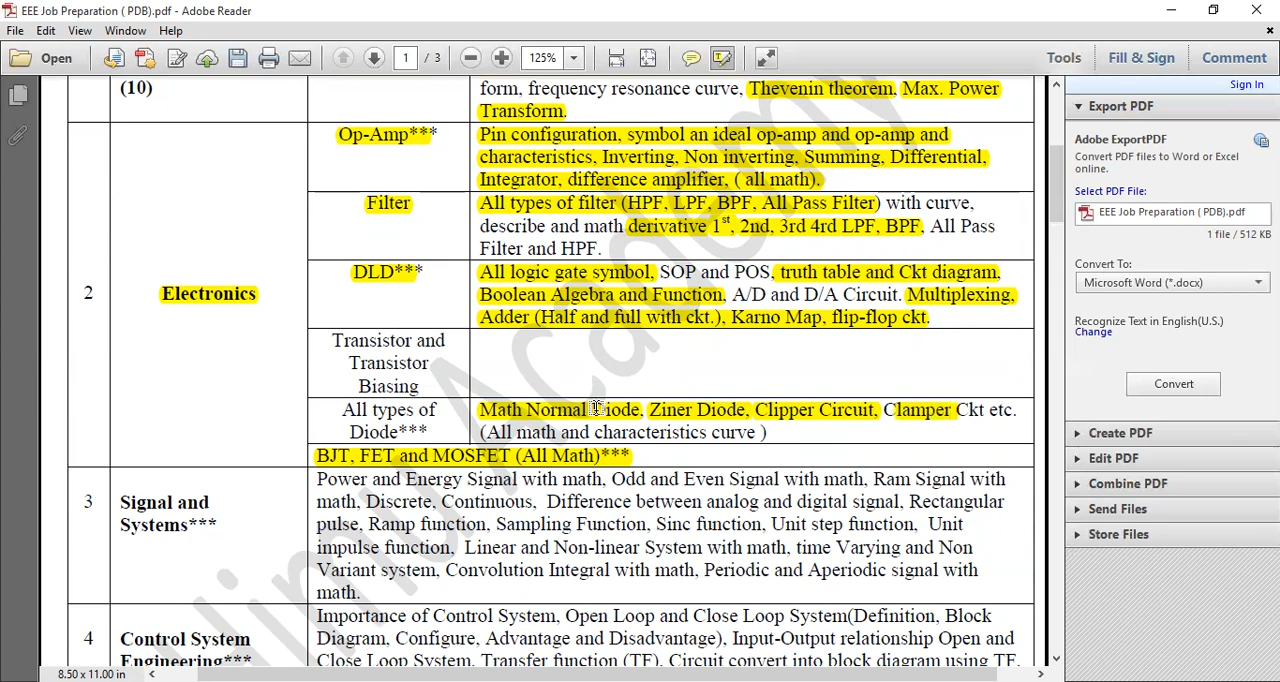 EEE Job Preparation ( PDB).pdf - Adobe Reader
File Edit View Window Help
Open 1 / 3 125% Tools Fill & Sign Comment
Sign In
Export PDF
Adobe ExportPDF
Convert PDF files to Word or Excel
online.
Select PDF File:
EEE Job Preparation ( PDB).pdf
1 file / 512 KB
Convert To:
Microsoft Word (*.docx)
Recognize Text in English(U.S.)
Change
Convert
Create PDF
Edit PDF
Combine PDF
Send Files
Store Files
(10)
form, frequency resonance curve, Thevenin theorem, Max. Power
Transform.
2
Electronics
Op-Amp***
Pin configuration, symbol an ideal op-amp and op-amp and
characteristics, Inverting, Non inverting, Summing, Differential,
Integrator, difference amplifier, ( all math).
Filter
All types of filter (HPF, LPF, BPF, All Pass Filter) with curve,
describe and math derivative 1st, 2nd, 3rd 4rd LPF, BPF, All Pass
Filter and HPF.
DLD***
All logic gate symbol, SOP and POS, truth table and Ckt diagram,
Boolean Algebra and Function, A/D and D/A Circuit. Multiplexing,
Adder (Half and full with ckt.), Karno Map, flip-flop ckt.
Transistor and
Transistor
Biasing
All types of
Diode***
Math Normal Diode, Ziner Diode, Clipper Circuit, Clamper Ckt etc.
(All math and characteristics curve )
BJT, FET and MOSFET (All Math)***
3
Signal and
Systems***
Power and Energy Signal with math, Odd and Even Signal with math, Ram Signal with
math, Discrete, Continuous, Difference between analog and digital signal, Rectangular
pulse, Ramp function, Sampling Function, Sinc function, Unit step function, Unit
impulse function, Linear and Non-linear System with math, time Varying and Non
Variant system, Convolution Integral with math, Periodic and Aperiodic signal with
math.
4
Control System
Engineering***
Importance of Control System, Open Loop and Close Loop System(Definition, Block
Diagram, Configure, Advantage and Disadvantage), Input-Output relationship Open and
Close Loop System, Transfer function (TF), Circuit convert into block diagram using TF,
Himu Academy
8.50 x 11.00 in